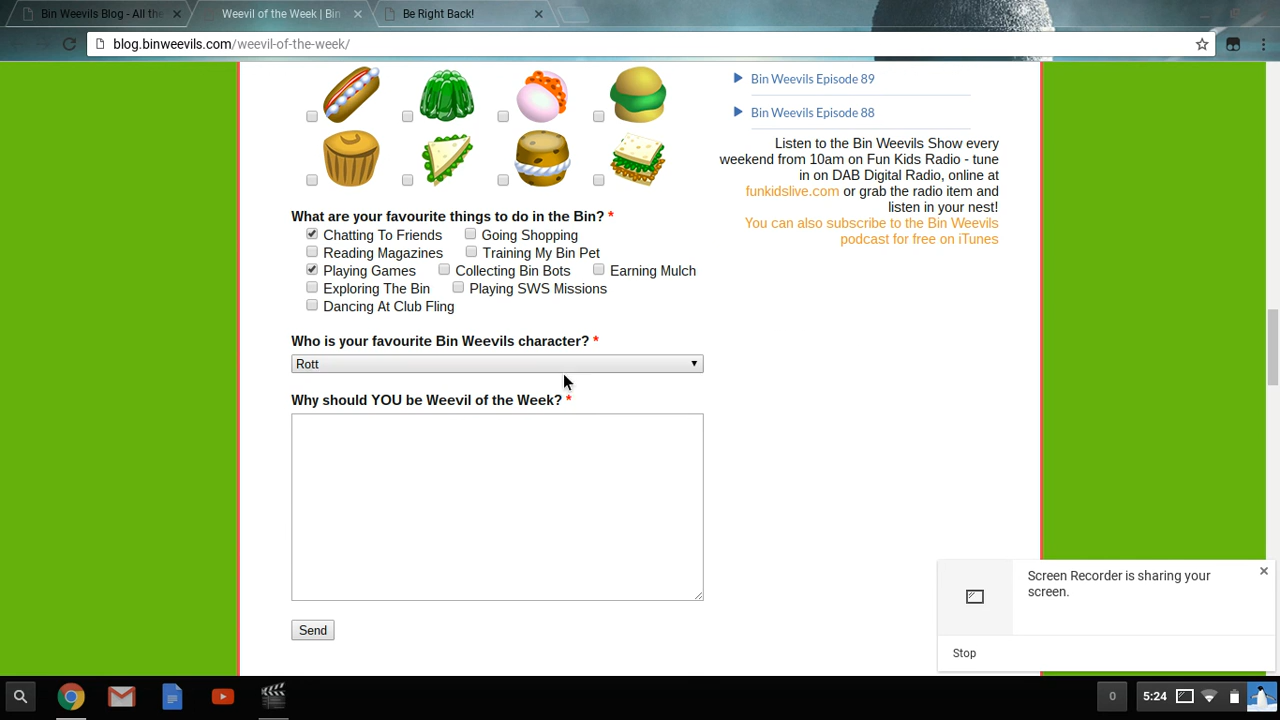 Bin Weevils Blog - All the
Weevil of the Week | Bin
Be Right Back!
blog.binweevils.com/weevil-of-the-week/
What are your favourite things to do in the Bin? *
Chatting To Friends Going Shopping
Reading Magazines Training My Bin Pet
Playing Games Collecting Bin Bots Earning Mulch
Exploring The Bin Playing SWS Missions
Dancing At Club Fling
Who is your favourite Bin Weevils character? *
Rott
Why should YOU be Weevil of the Week? *
Send
Bin Weevils Episode 89
Bin Weevils Episode 88
Listen to the Bin Weevils Show every
weekend from 10am on Fun Kids Radio - tune
in on DAB Digital Radio, online at
funkidslive.com or grab the radio item and
listen in your nest!
You can also subscribe to the Bin Weevils
podcast for free on iTunes
Screen Recorder is sharing your
screen.
Stop
0
5:24